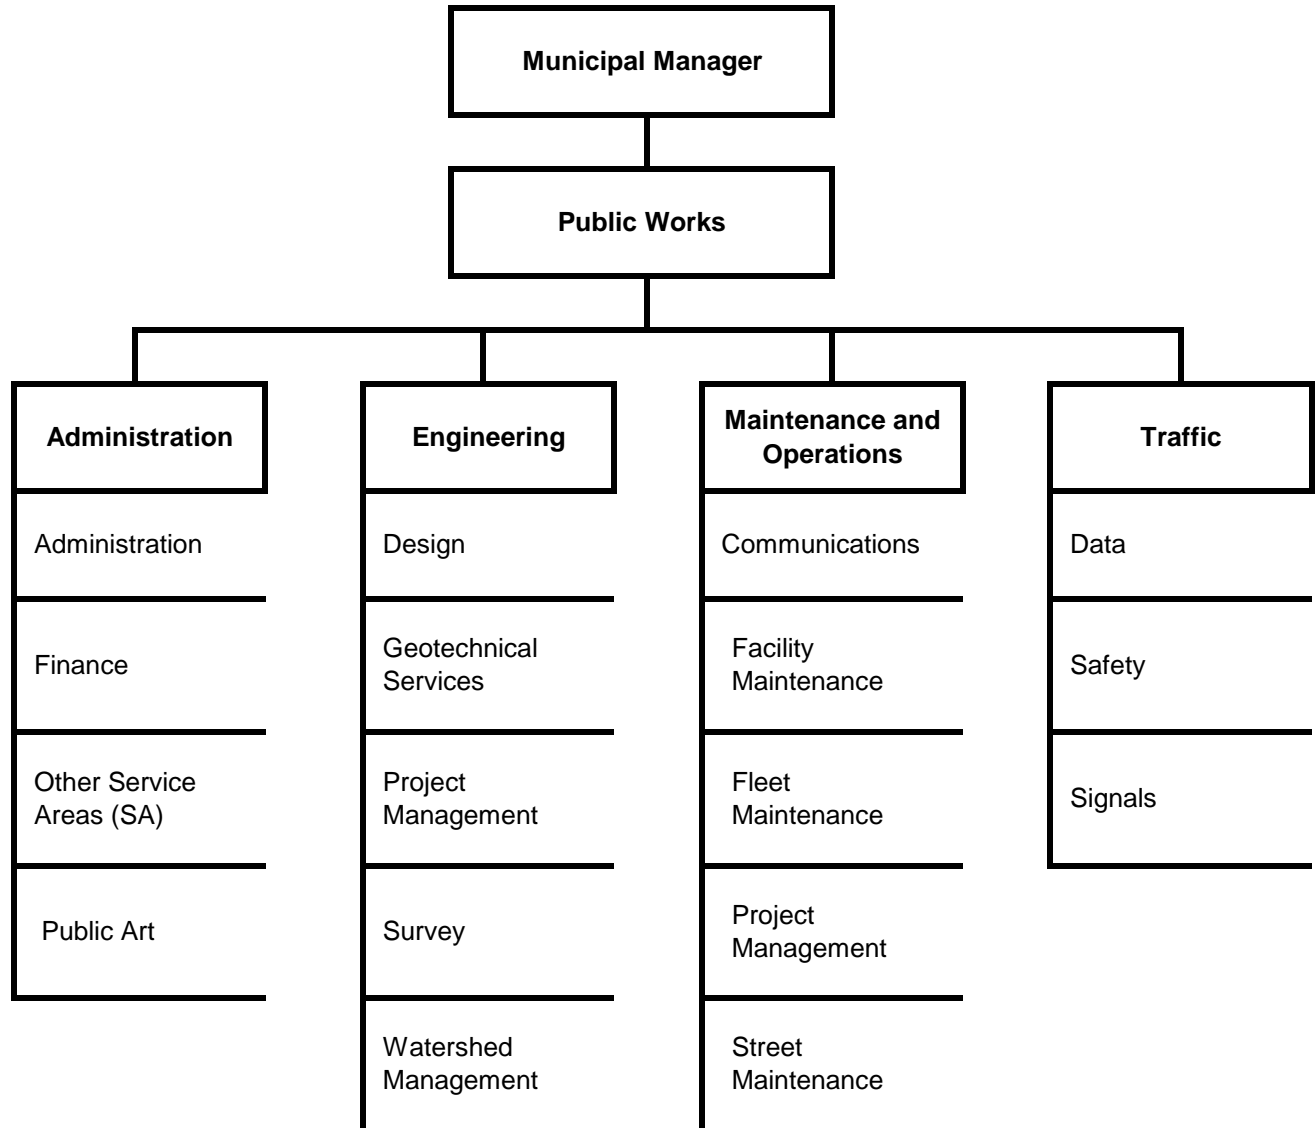 Municipal Manager
Public Works
Administration
Administration
Finance
Other Service
Areas (SA)
Public Art
Engineering
Design
Geotechnical
Services
Project
Management
Survey
Watershed
Management
Maintenance and
Operations
Communications
Facility
Maintenance
Fleet
Maintenance
Project
Management
Street
Maintenance
Traffic
Data
Safety
Signals